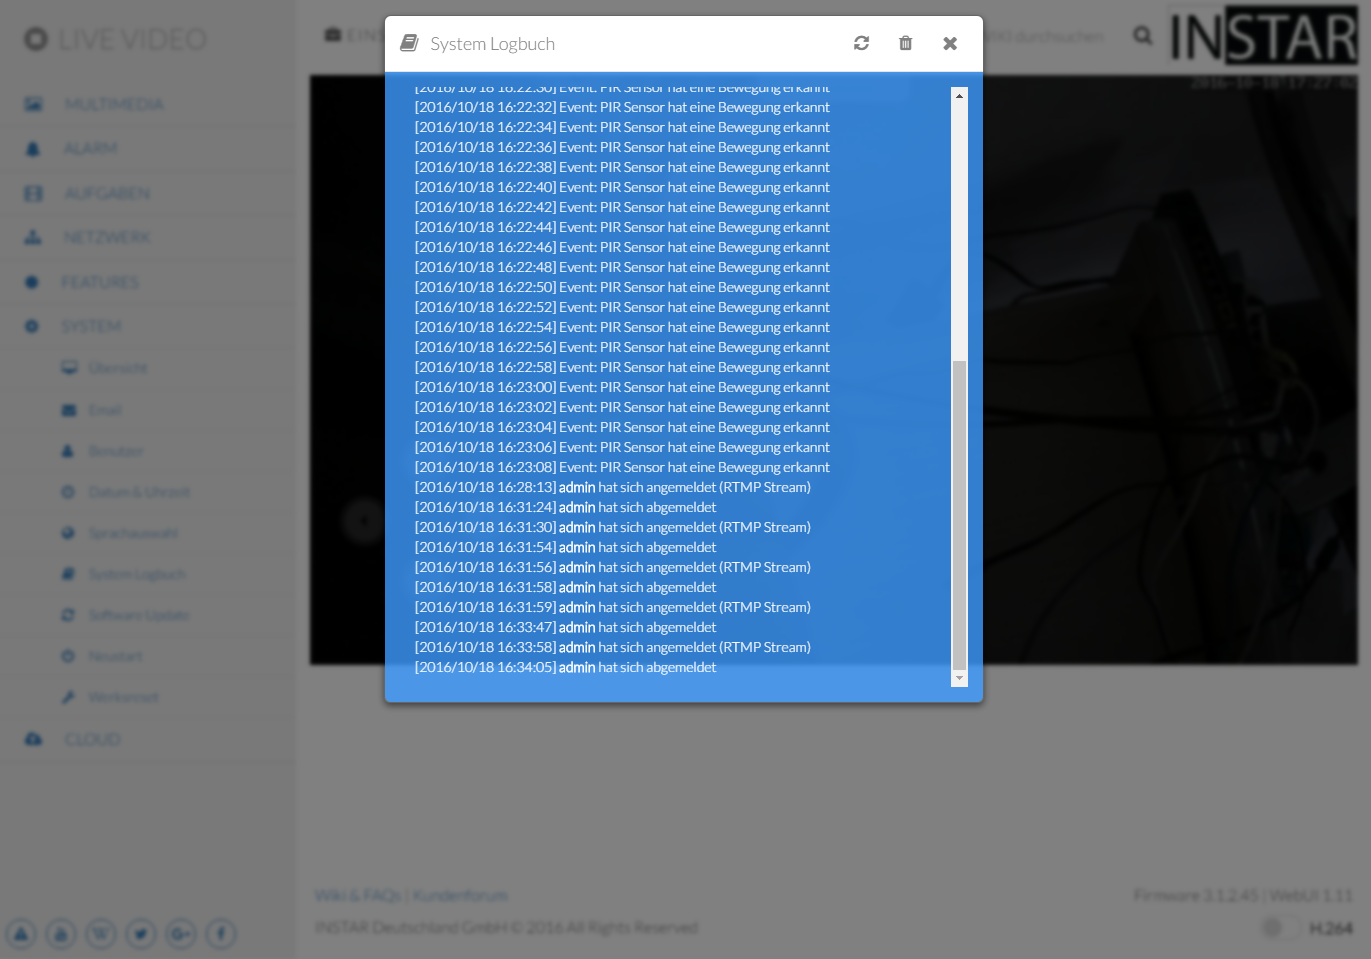 LIVE VIDEO
System Logbuch
(Wiki) durchsuchen
INSTAR
MULTIMEDIA
ALARM
AUFGABEN
NETZWERK
FEATURES
SYSTEM
Übersicht
Email
Benutzer
Datum & Uhrzeit
Sprachauswahl
System Logbuch
Software Update
Neustart
Werksreset
CLOUD
[2016/10/18 16:22:30] Event: PIR Sensor hat eine Bewegung erkannt
[2016/10/18 16:22:32] Event: PIR Sensor hat eine Bewegung erkannt
[2016/10/18 16:22:34] Event: PIR Sensor hat eine Bewegung erkannt
[2016/10/18 16:22:36] Event: PIR Sensor hat eine Bewegung erkannt
[2016/10/18 16:22:38] Event: PIR Sensor hat eine Bewegung erkannt
[2016/10/18 16:22:40] Event: PIR Sensor hat eine Bewegung erkannt
[2016/10/18 16:22:42] Event: PIR Sensor hat eine Bewegung erkannt
[2016/10/18 16:22:44] Event: PIR Sensor hat eine Bewegung erkannt
[2016/10/18 16:22:46] Event: PIR Sensor hat eine Bewegung erkannt
[2016/10/18 16:22:48] Event: PIR Sensor hat eine Bewegung erkannt
[2016/10/18 16:22:50] Event: PIR Sensor hat eine Bewegung erkannt
[2016/10/18 16:22:52] Event: PIR Sensor hat eine Bewegung erkannt
[2016/10/18 16:22:54] Event: PIR Sensor hat eine Bewegung erkannt
[2016/10/18 16:22:56] Event: PIR Sensor hat eine Bewegung erkannt
[2016/10/18 16:22:58] Event: PIR Sensor hat eine Bewegung erkannt
[2016/10/18 16:23:00] Event: PIR Sensor hat eine Bewegung erkannt
[2016/10/18 16:23:02] Event: PIR Sensor hat eine Bewegung erkannt
[2016/10/18 16:23:04] Event: PIR Sensor hat eine Bewegung erkannt
[2016/10/18 16:23:06] Event: PIR Sensor hat eine Bewegung erkannt
[2016/10/18 16:23:08] Event: PIR Sensor hat eine Bewegung erkannt
[2016/10/18 16:28:13] admin hat sich angemeldet (RTMP Stream)
[2016/10/18 16:31:24] admin hat sich abgemeldet
[2016/10/18 16:31:30] admin hat sich angemeldet (RTMP Stream)
[2016/10/18 16:31:54] admin hat sich abgemeldet
[2016/10/18 16:31:56] admin hat sich angemeldet (RTMP Stream)
[2016/10/18 16:31:58] admin hat sich abgemeldet
[2016/10/18 16:31:59] admin hat sich angemeldet (RTMP Stream)
[2016/10/18 16:33:47] admin hat sich abgemeldet
[2016/10/18 16:33:58] admin hat sich angemeldet (RTMP Stream)
[2016/10/18 16:34:05] admin hat sich abgemeldet
Wiki & FAQs | Kundenforum
Firmware 3.1.2.45 | WebUI 1.11
INSTAR Deutschland GmbH © 2016 All Rights Reserved
H.264